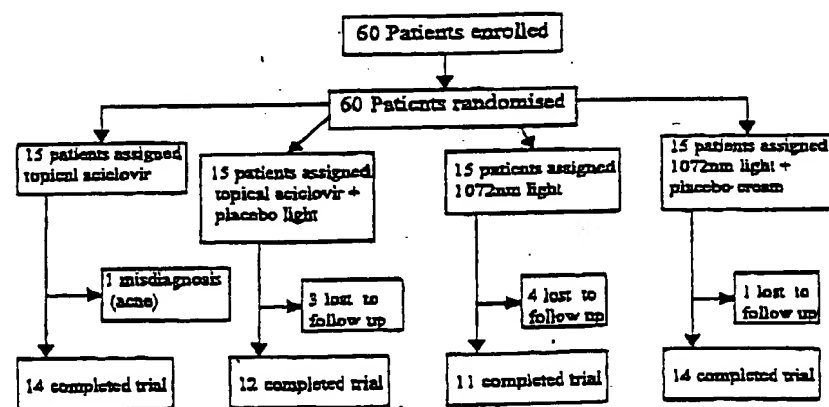 60 Patients enrolled
60 Patients randomised
15 patients assigned
topical aciclovir
15 patients assigned
topical aciclovir +
placebo light
15 patients assigned
1072nm light
15 patients assigned
1072nm light +
placebo cream
1 misdiagnosis
(acne)
3 lost to
follow up
4 lost to
follow up
1 lost to
follow up
14 completed trial
12 completed trial
11 completed trial
14 completed trial